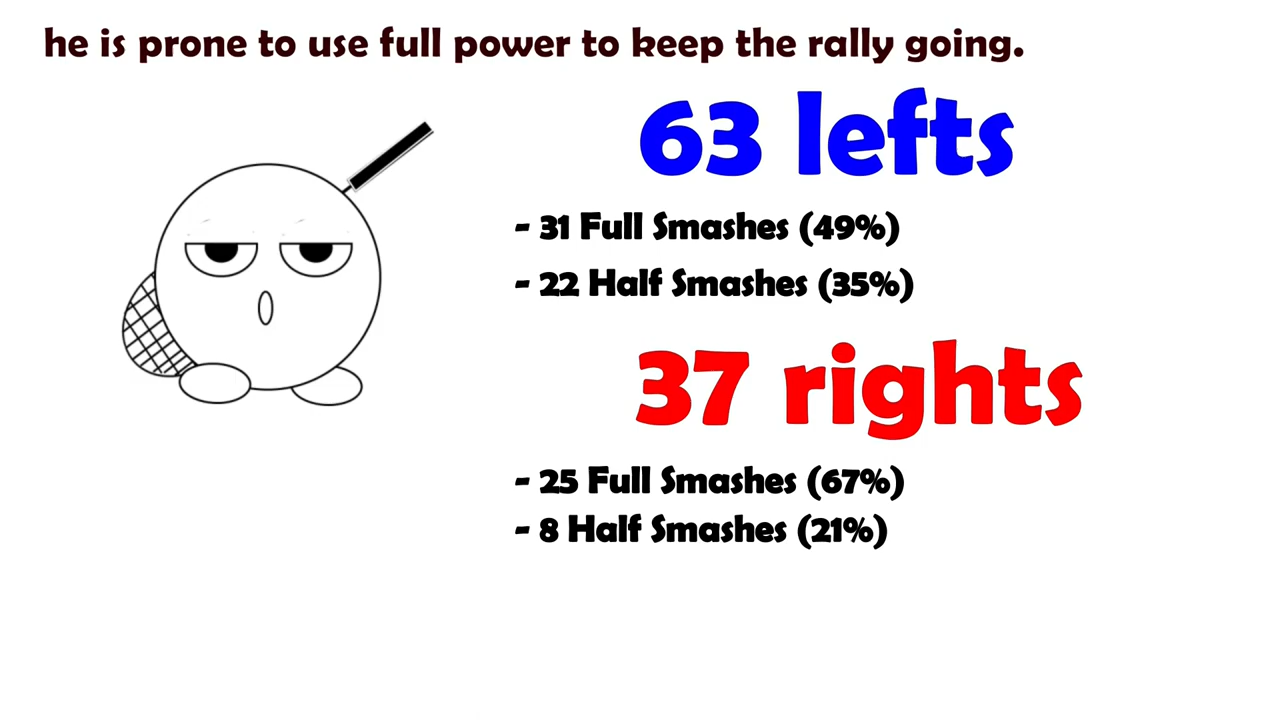 he is prone to use full power to keep the rally going.
63 lefts
- 31 Full Smashes (49%)
- 22 Half Smashes (35%)
37 rights
- 25 Full Smashes (67%)
- 8 Half Smashes (21%)